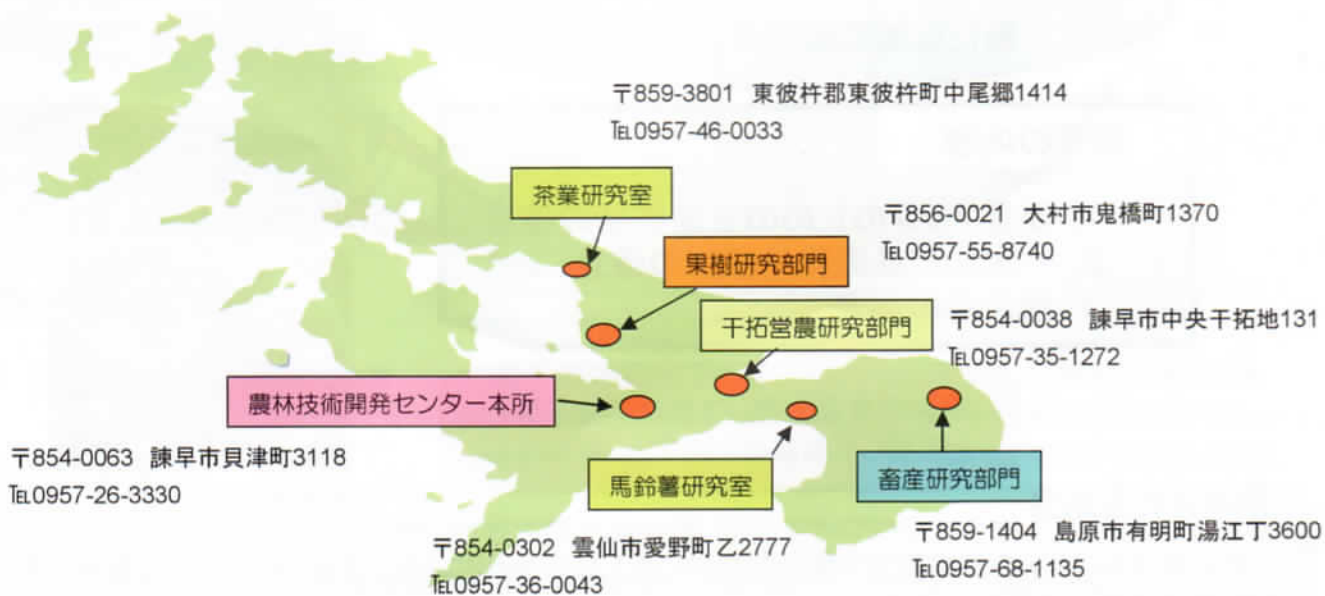 〒859-3801 東彼杵郡東彼杵町中尾郷1414
℡0957-46-0033
茶業研究室
〒856-0021 大村市鬼橋町1370
℡0957-55-8740
果樹研究部門
干拓営農研究部門
〒854-0038 諫早市中央干拓地131
℡0957-35-1272
農林技術開発センター本所
〒854-0063 諫早市貝津町3118
℡0957-26-3330
馬鈴薯研究室
〒854-0302 雲仙市愛野町乙2777
℡0957-36-0043
畜産研究部門
〒859-1404 島原市有明町湯江丁3600
℡0957-68-1135